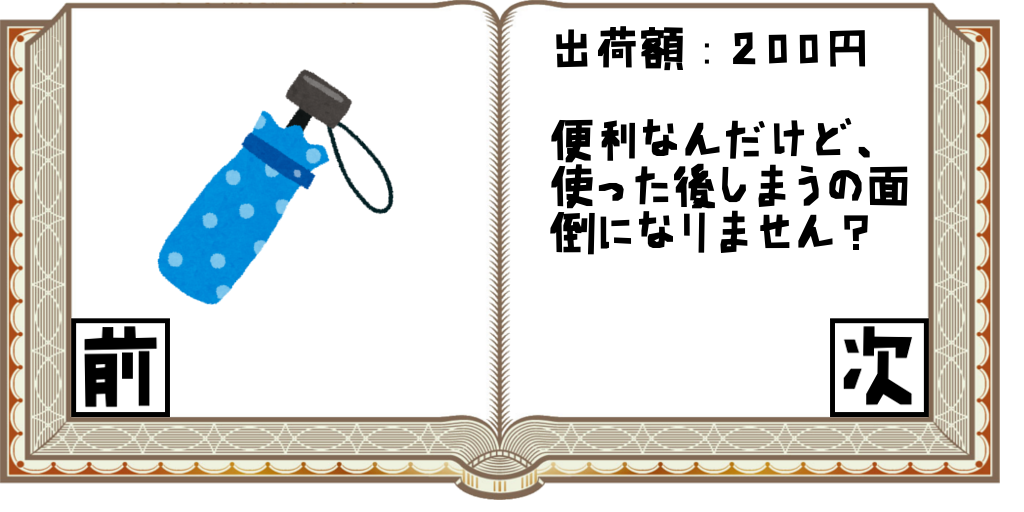 出荷額：２００円
便利なんだけど、
使った後しまうの面
倒になりません？
前
次